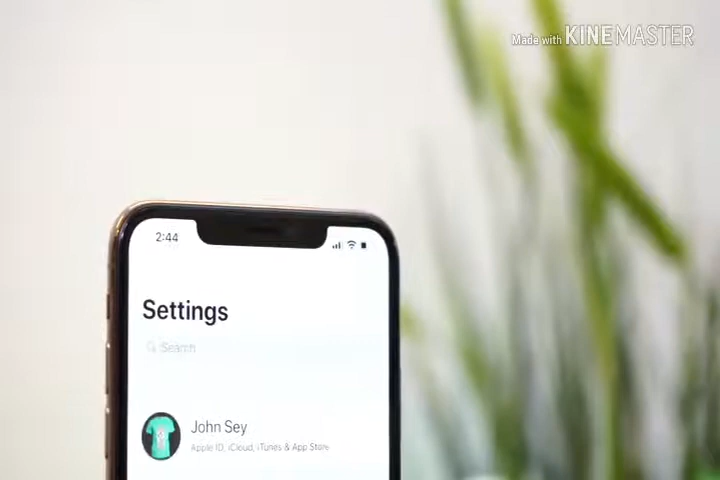 Made with KINEMASTER
2:44
Settings
Search
John Sey
Apple ID, iCloud, iTunes & App Store